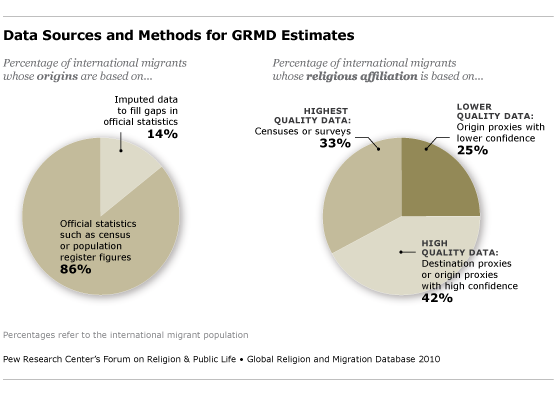 Data Sources and Methods for GRMD Estimates
Percentage of international migrants
whose origins are based on...
Imputed data
to fill gaps in
official statistics
14%
Official statistics
such as census
or population
register figures
86%
Percentage of international migrants
whose religious affiliation is based on...
HIGHEST
QUALITY DATA:
Censuses or surveys
33%
LOWER
QUALITY DATA:
Origin proxies with
lower confidence
25%
HIGH
QUALITY DATA:
Destination proxies
or origin proxies
with high confidence
42%
Percentages refer to the international migrant population
Pew Research Center's Forum on Religion & Public Life • Global Religion and Migration Database 2010